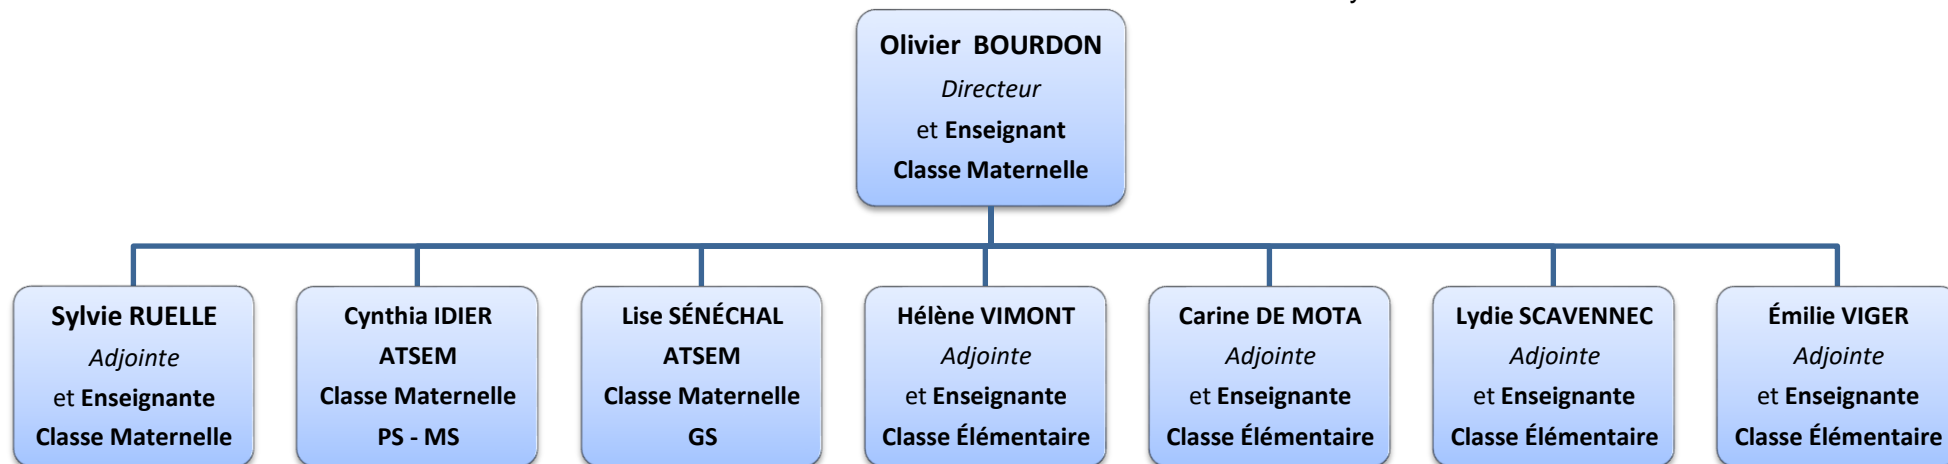 Olivier BOURDON
Directeur
et Enseignant
Classe Maternelle
Sylvie RUELLE
Adjointe
et Enseignante
Classe Maternelle
Cynthia IDIER
ATSEM
Classe Maternelle
PS - MS
Lise SÉNÉCHAL
ATSEM
Classe Maternelle
GS
Hélène VIMONT
Adjointe
et Enseignante
Classe Élémentaire
Carine DE MOTA
Adjointe
et Enseignante
Classe Élémentaire
Lydie SCAVENNEC
Adjointe
et Enseignante
Classe Élémentaire
Émilie VIGER
Adjointe
et Enseignante
Classe Élémentaire